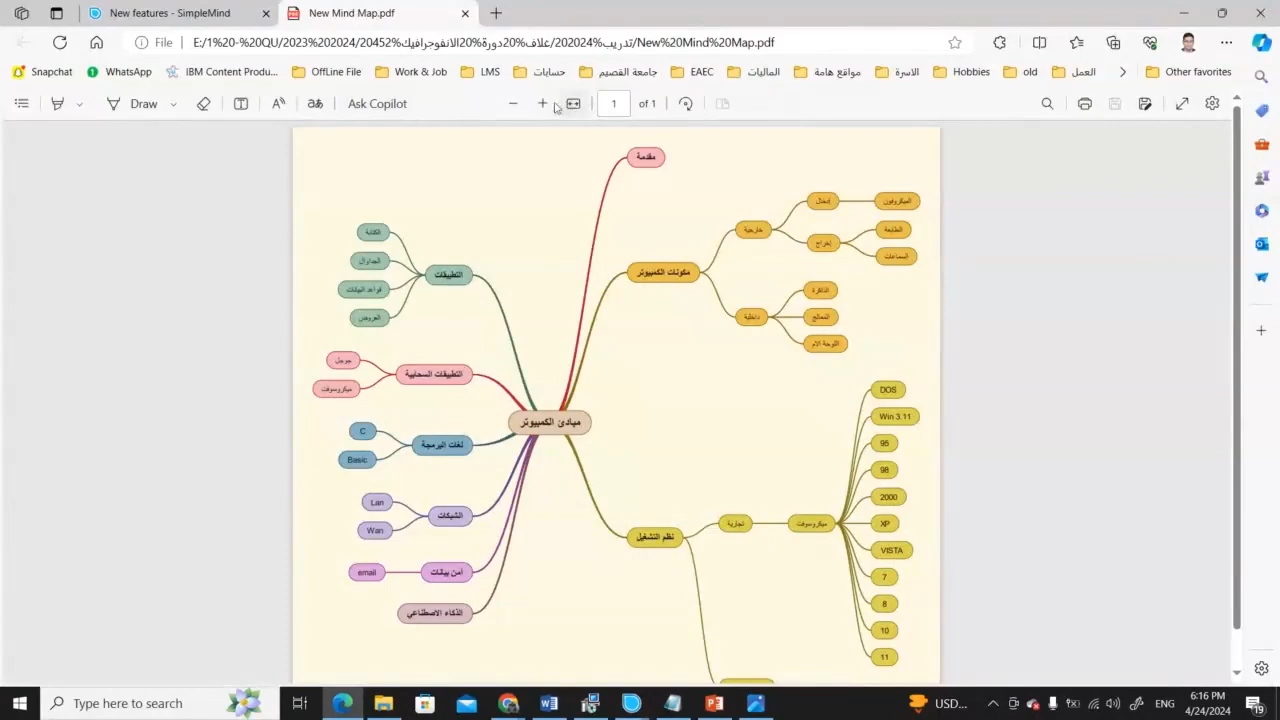 New features - SimpleMind
New Mind Map.pdf
File
E:/1%20-%20QU/2023%202024/20452%تدريب/202024%علاف%20دورة%20الانفوجرافيك/New%20Mind%20Map.pdf
Snapchat
WhatsApp
IBM Content Produ...
OffLine File
Work & Job
LMS
حسابات
جامعة القصيم
EAEC
الماليات
مواقع هامة
الاسرة
Hobbies
old
العمل
Other favorites
Draw
Ask Copilot
1 of 1
مقدمة
مكونات الكمبيوتر
خارجية
إدخال
الميكروفون
إخراج
الطابعة
السماعات
داخلية
الذاكرة
المعالج
اللوحة الام
التطبيقات
الكتابة
الجداوال
قواعد البيانات
العروض
التطبيقات السحابية
جوجل
ميكروسوفت
مبادئ الكمبيوتر
لغات البرمجة
C
Basic
الشبكات
Lan
Wan
أمن بيانات
email
الذكاء الاصطناعي
نظم التشغيل
تجارية
ميكروسوفت
DOS
Win 3.11
95
98
2000
XP
VISTA
7
8
10
11
Type here to search
USD...
ENG
6:16 PM
4/24/2024
19